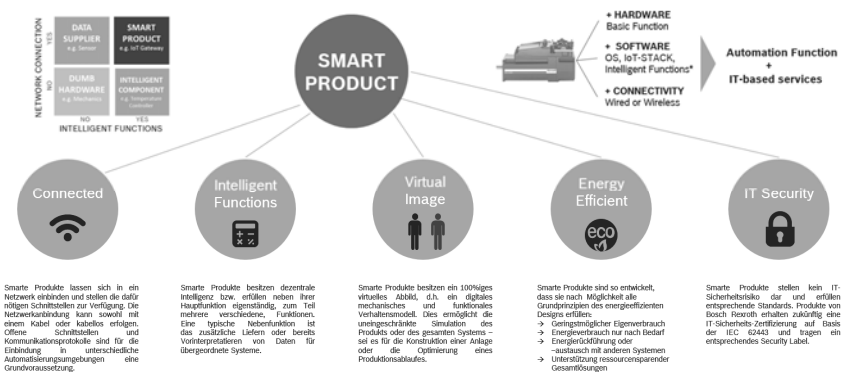 NETWORK CONNECTION
YES
NO
DATA
SUPPLIER
e.g. Sensor
SMART
PRODUCT
e.g. IoT Gateway
DUMB
HARDWARE
e.g. Mechanics
INTELLIGENT
COMPONENT
e.g. Temperature
Controller
NO
YES
INTELLIGENT FUNCTIONS
SMART
PRODUCT
+ HARDWARE
Basic Function
+ SOFTWARE
OS, IoT-STACK,
Intelligent Functions*
+ CONNECTIVITY
Wired or Wireless
Automation Function
+
IT-based services
Connected
Intelligent
Functions
Virtual
Image
Energy
Efficient
eco
IT Security
Smarte Produkte lassen sich in ein
Netzwerk einbinden und stellen die dafür
nötigen Schnittstellen zur Verfügung. Die
Netzwerkanbindung kann sowohl mit
einem Kabel oder kabellos erfolgen.
Offene Schnittstellen und
Kommunikationsprotokolle sind für die
Einbindung in unterschiedliche
Automatisierungsumgebungen eine
Grundvoraussetzung.
Smarte Produkte besitzen dezentrale
Intelligenz bzw. erfüllen neben ihrer
Hauptfunktion eigenständig, zum Teil
mehrere verschiedene, Funktionen.
Eine typische Nebenfunktion ist
das zusätzliche Liefern oder bereits
Vorinterpretieren von Daten für
übergeordnete Systeme.
Smarte Produkte besitzen ein 100%iges
virtuelles Abbild, d.h. ein digitales
mechanisches und funktionales
Verhaltensmodell. Dies ermöglicht die
uneingeschränkte Simulation des
Produkts oder des gesamten Systems –
sei es für die Konstruktion einer Anlage
oder die Optimierung eines
Produktionsablaufes.
Smarte Produkte sind so entwickelt,
dass sie nach Möglichkeit alle
Grundprinzipien des energieeffizienten
Designs erfüllen:
→ Geringstmöglicher Eigenverbrauch
→ Energieverbrauch nur nach Bedarf
→ Energierückführung oder
–austausch mit anderen Systemen
→ Unterstützung ressourcensparender
Gesamtlösungen
Smarte Produkte stellen kein IT-
Sicherheitsrisiko dar und erfüllen
entsprechende Standards. Produkte von
Bosch Rexroth erhalten zukünftig eine
IT-Sicherheits-Zertifizierung auf Basis
der IEC 62443 und tragen ein
entsprechendes Security Label.